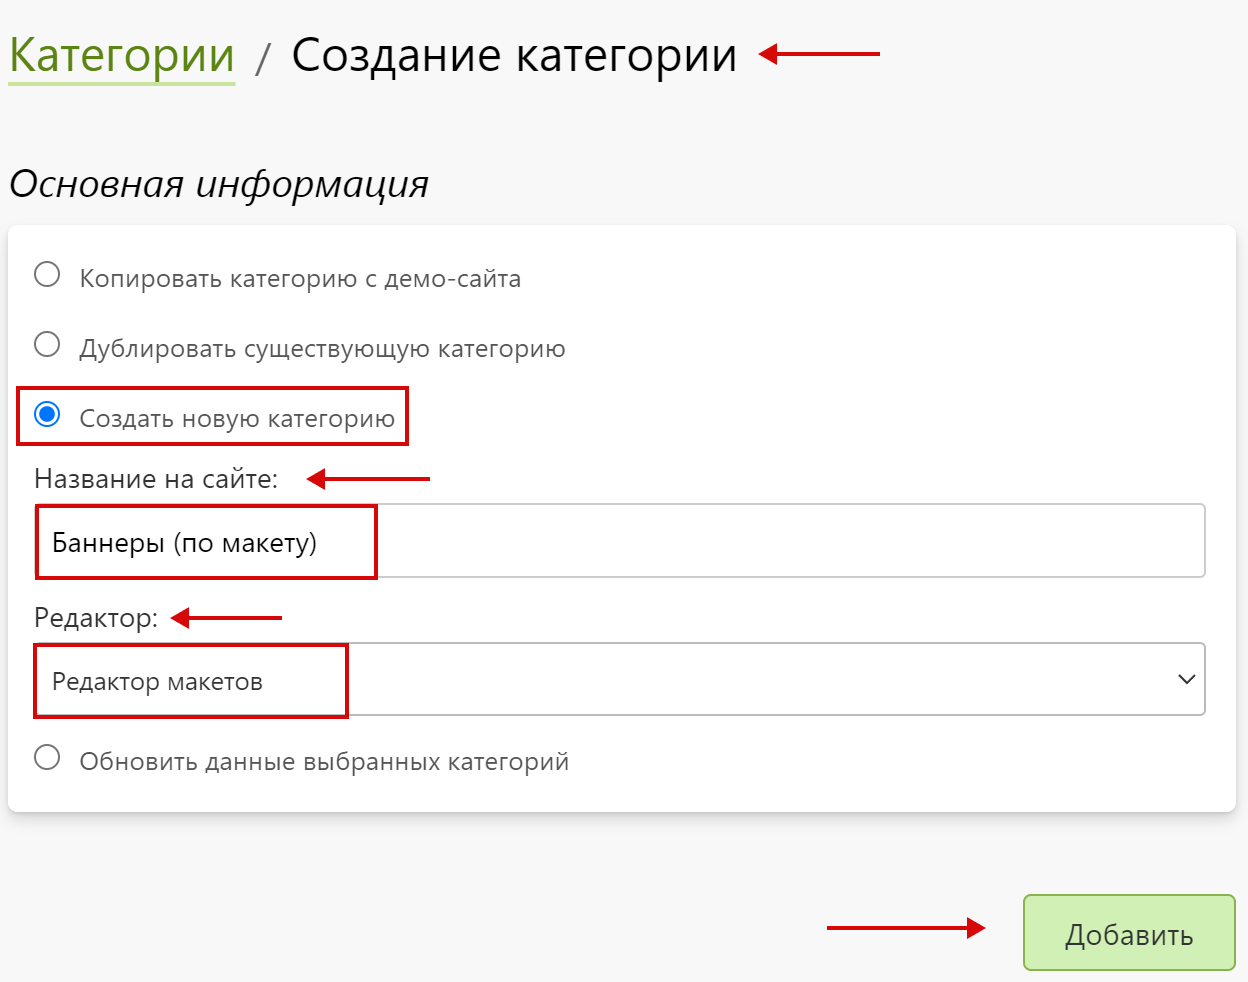 Категории / Создание категории
Основная информация
Копировать категорию с демо-сайта
Дублировать существующую категорию
Создать новую категорию
Название на сайте:
Баннеры (по макету)
Редактор:
Редактор макетов
Обновить данные выбранных категорий
Добавить